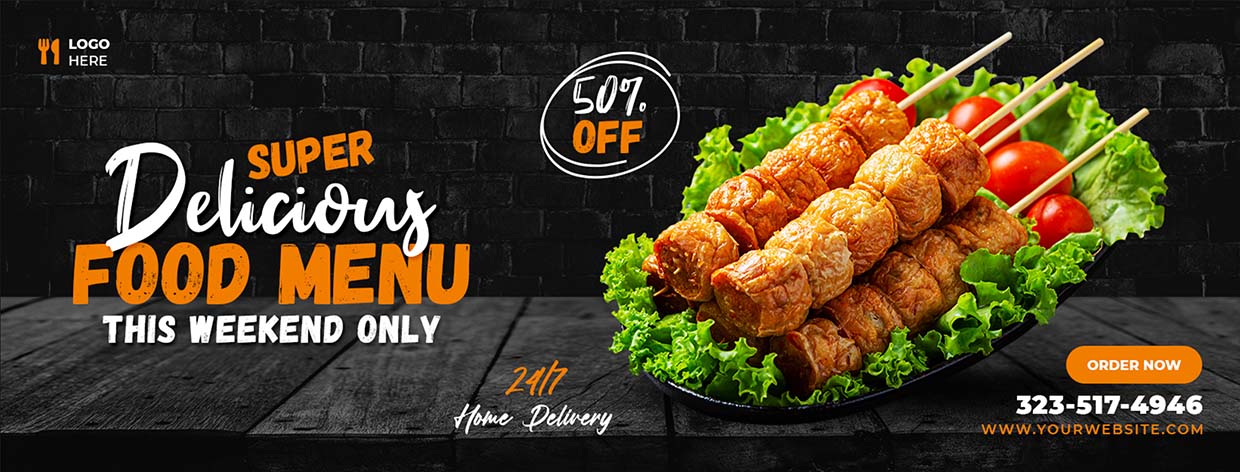 LOGO
HERE
SUPER
Delicious
FOOD MENU
THIS WEEKEND ONLY
50%
OFF
24/7
Home Delivery
ORDER NOW
323-517-4946
WWW.YOURWEBSITE.COM